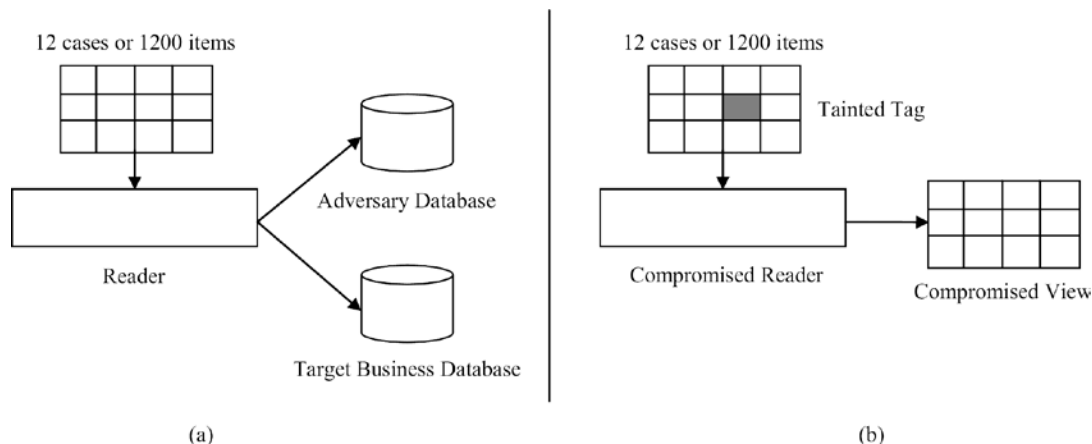 12 cases or 1200 items
Adversary Database
Reader
Target Business Database
(a)
12 cases or 1200 items
Tainted Tag
Compromised Reader
Compromised View
(b)